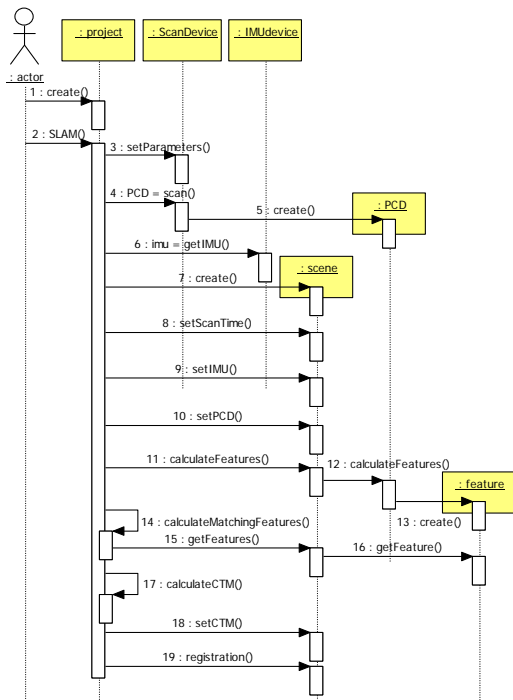 : project
: ScanDevice
: IMUdevice
: actor
1 : create()
2 : SLAM()
3 : setParameters()
4 : PCD = scan()
5 : create()
: PCD
6 : imu = getIMU()
: scene
7 : create()
8 : setScanTime()
9 : setIMU()
10 : setPCD()
11 : calculateFeatures()
12 : calculateFeatures()
: feature
13 : create()
14 : calculateMatchingFeatures()
15 : getFeatures()
16 : getFeature()
17 : calculateCTM()
18 : setCTM()
19 : registration()